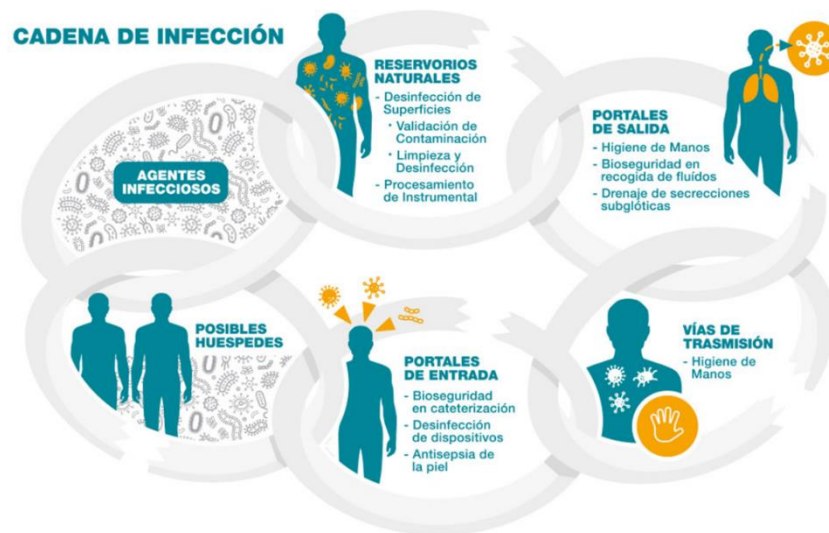 CADENA DE INFECCIÓN
AGENTES
INFECCIOSOS
RESERVORIOS
NATURALES
- Desinfección de
Superficies
· Validación de
Contaminación
· Limpieza y
Desinfección
- Procesamiento
de Instrumental
PORTALES
DE SALIDA
- Higiene de Manos
- Bioseguridad en
recogida de fluídos
- Drenaje de secreciones
subglóticas
VÍAS DE
TRASMISIÓN
- Higiene de
Manos
PORTALES
DE ENTRADA
- Bioseguridad
en cateterización
- Desinfección
de dispositivos
- Antisepsia de
la piel
POSIBLES
HUESPEDES